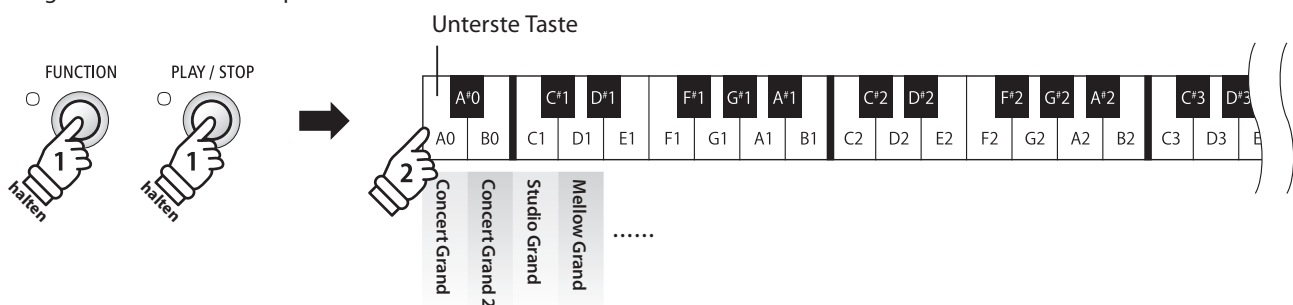 Unterste Taste
FUNCTION
PLAY / STOP
A#0
C#1
D#1
F#1
G#1
A#1
C#2
D#2
F#2
G#2
A#2
C#3
D#3
A0
B0
C1
D1
E1
F1
G1
A1
B1
C2
D2
E2
F2
G2
A2
B2
C3
D3
1
1
2
halten
halten
Concert Grand
Concert Grand 2
Studio Grand
Mellow Grand
......